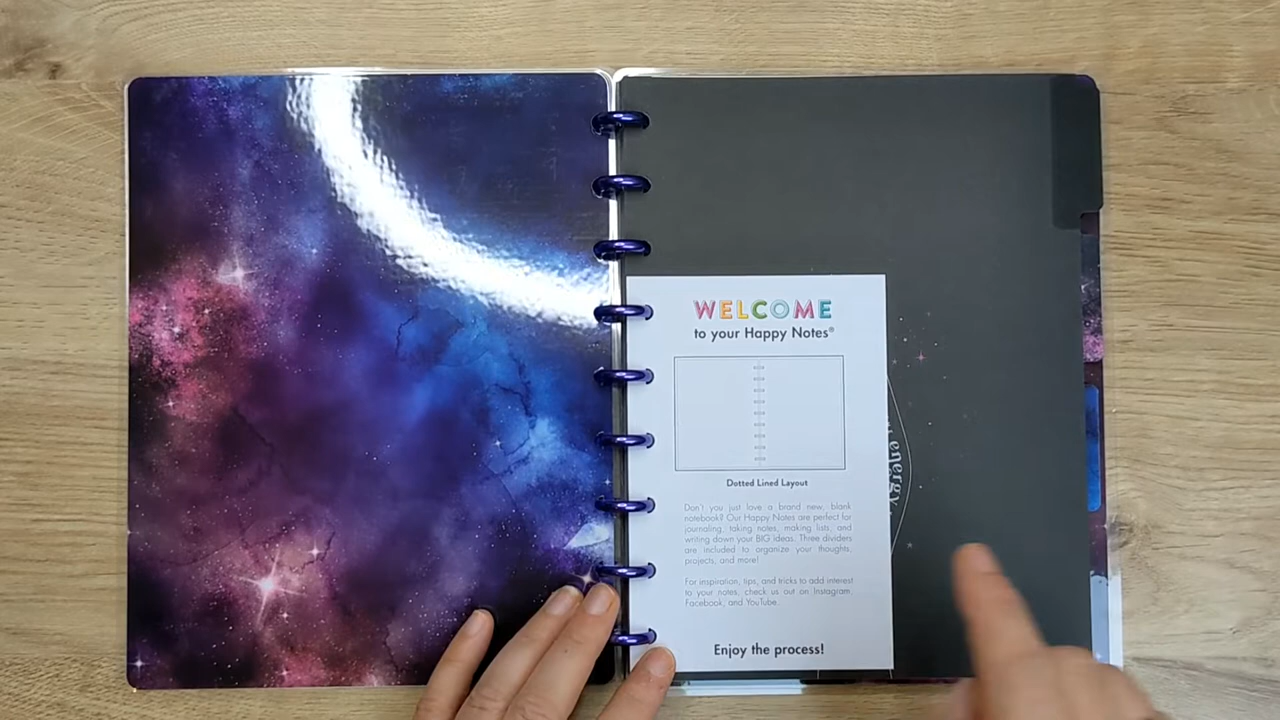 WELCOME
to your Happy Notes®
Dotted Lined Layout
Don't you just love a brand new, blank
notebook? Our Happy Notes are perfect for
journaling, taking notes, making lists, and
writing down your BIG ideas. Three dividers
are included to organize your thoughts,
projects, and more!
For inspiration, tips, and tricks to add interest
to your notes, check us out on Instagram,
Facebook, and YouTube.
Enjoy the process!
energy